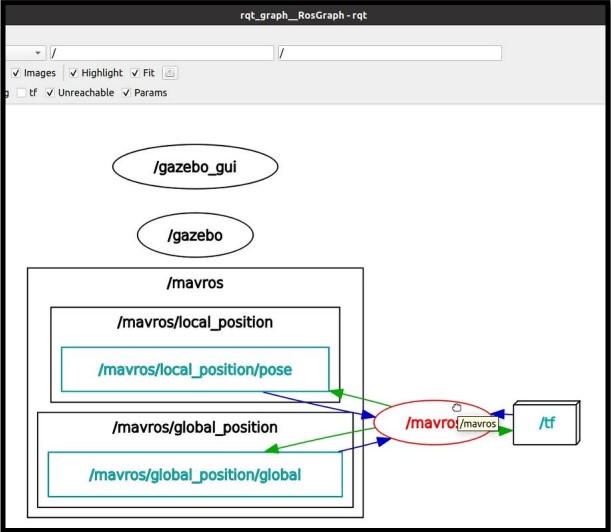 rqt_graph__RosGraph - rqt
/ /
Images Highlight Fit
g tf Unreachable Params
/gazebo_gui
/gazebo
/mavros
/mavros/local_position
/mavros/local_position/pose
/mavros /mavros /tf
/mavros/global_position
/mavros/global_position/global